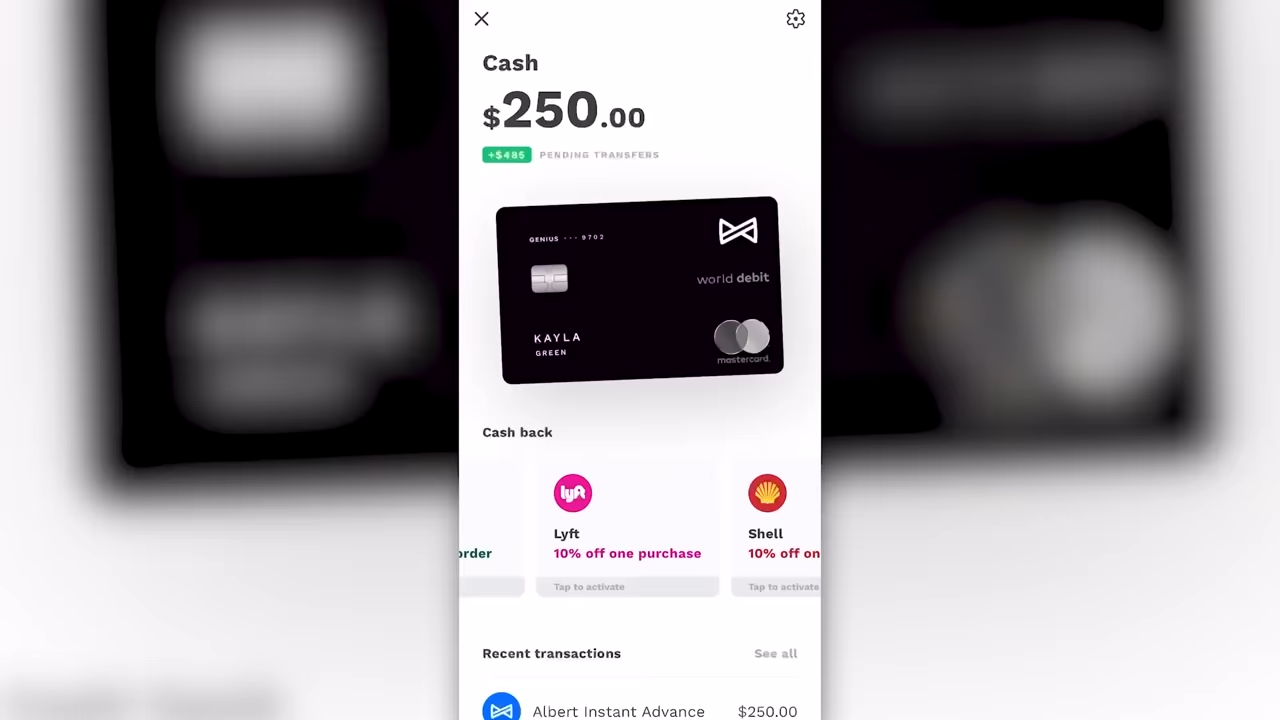 Cash
$250.00
+$485 PENDING TRANSFERS
GENIUS ··· 9702
world debit
KAYLA
GREEN
mastercard.
Cash back
lyft
order
Lyft
10% off one purchase
Tap to activate
Shell
10% off on
Tap to activate
Recent transactions See all
Albert Instant Advance $250.00